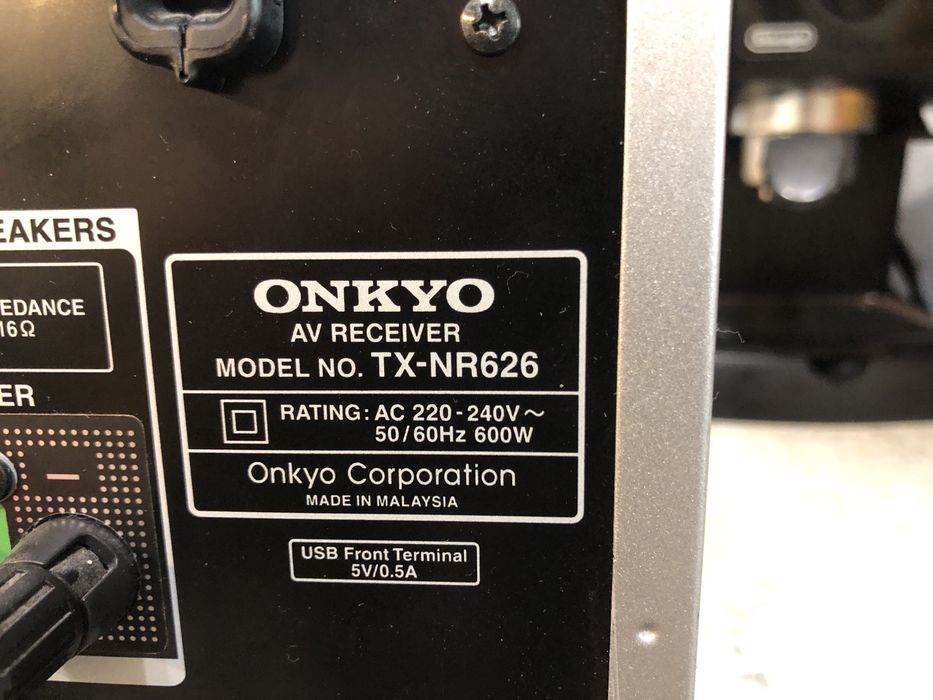 EAKERS
EDANCE
16Ω
ER
ONKYO
AV RECEIVER
MODEL NO. TX-NR626
RATING: AC 220-240V~
50/60Hz 600W
Onkyo Corporation
MADE IN MALAYSIA
USB Front Terminal
5V/0.5A